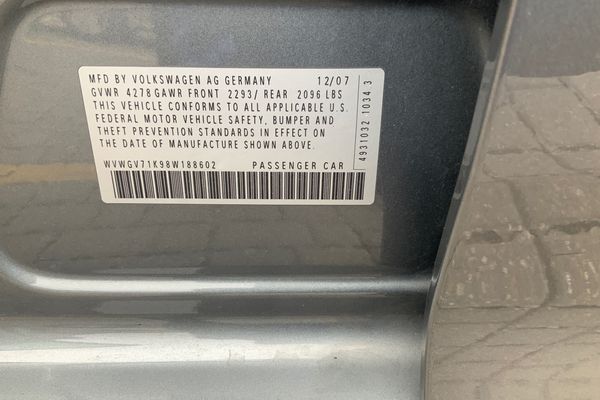 MFD BY VOLKSWAGEN AG GERMANY 12/07
GVWR 4278 GAWR FRONT 2293/ REAR 2096 LBS
THIS VEHICLE CONFORMS TO ALL APPLICABLE U.S.
FEDERAL MOTOR VEHICLE SAFETY, BUMPER AND
THEFT PREVENTION STANDARDS IN EFFECT ON
THE DATE OF MANUFACTURE SHOWN ABOVE.
WVWGV71K98W188602 PASSENGER CAR
4931032 1034 3